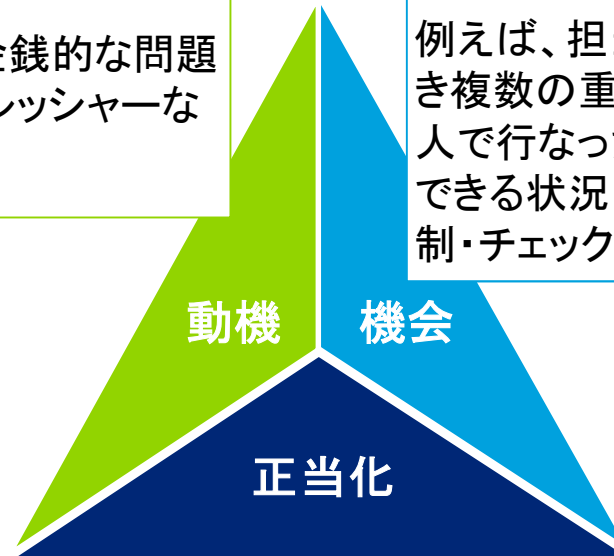 金銭的な問題
レッシャーな
例えば、担
き複数の重
人で行なっ
できる状況
制・チェック
動機
機会
正当化